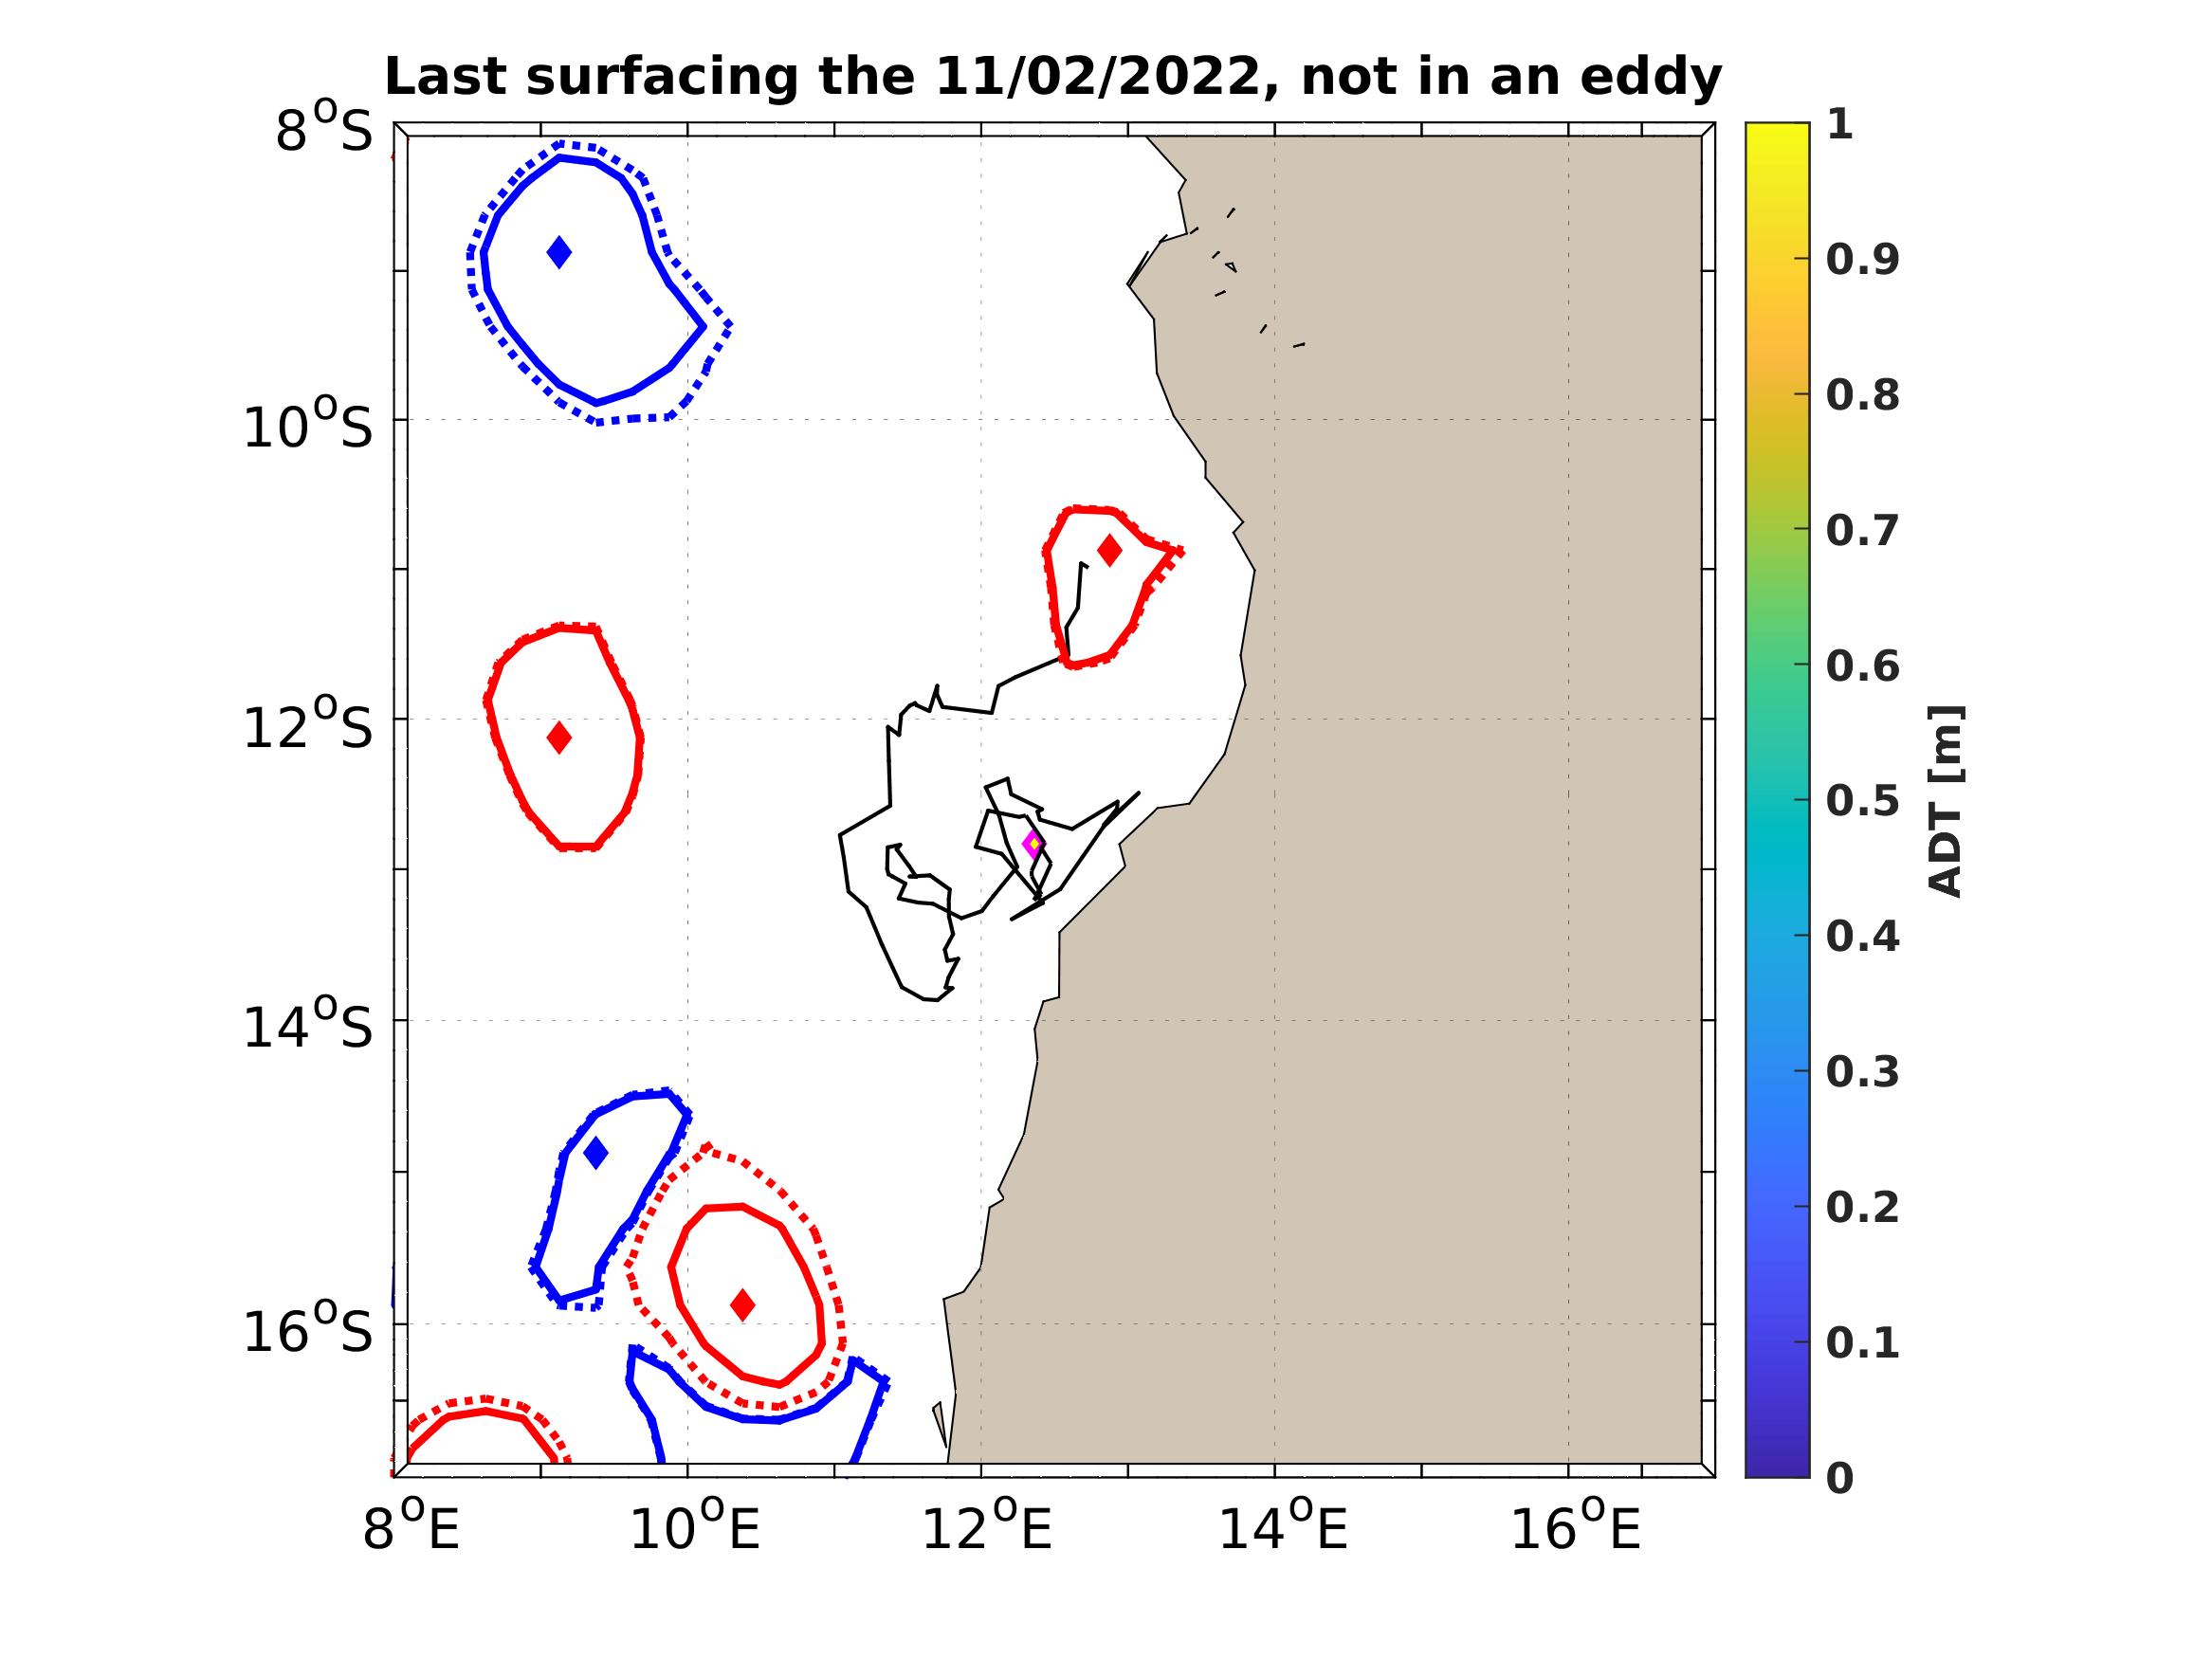 Last surfacing the 11/02/2022, not in an eddy
8°S
10°S
12°S
14°S
16°S
8°E
10°E
12°E
14°E
16°E
1
0.9
0.8
0.7
0.6
0.5
0.4
0.3
0.2
0.1
0
ADT [m]